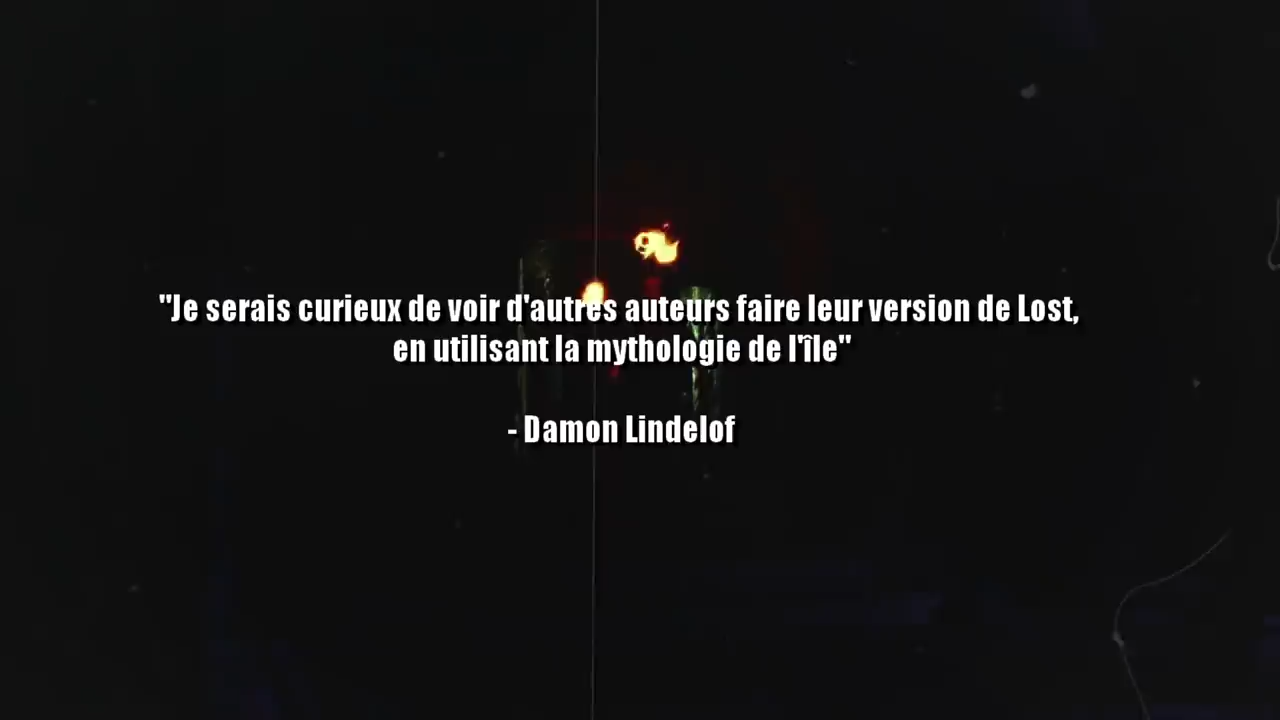 "Je serais curieux de voir d'autres auteurs faire leur version de Lost,
en utilisant la mythologie de l'île"
- Damon Lindelof